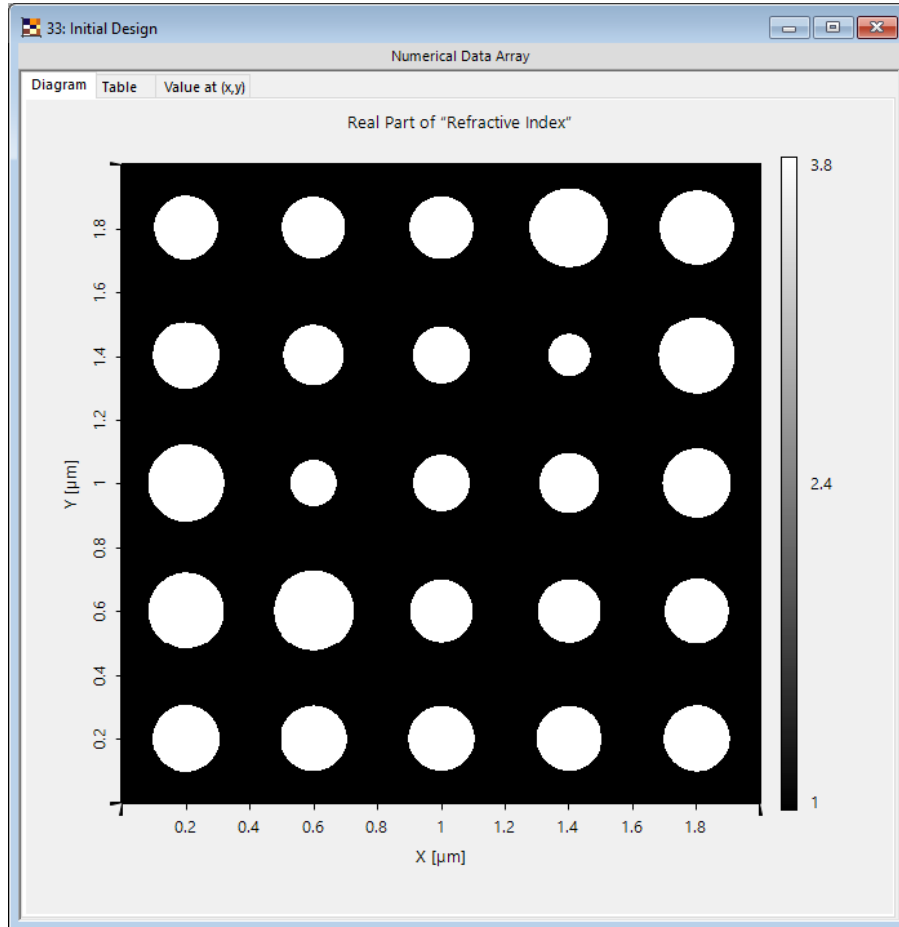 33: Initial Design
Numerical Data Array
Diagram Table Value at (x,y)
Real Part of “Refractive Index”
3.8
2.4
1
Y [µm]
1.8
1.6
1.4
1.2
1
0.8
0.6
0.4
0.2
0.2 0.4 0.6 0.8 1 1.2 1.4 1.6 1.8
X [µm]